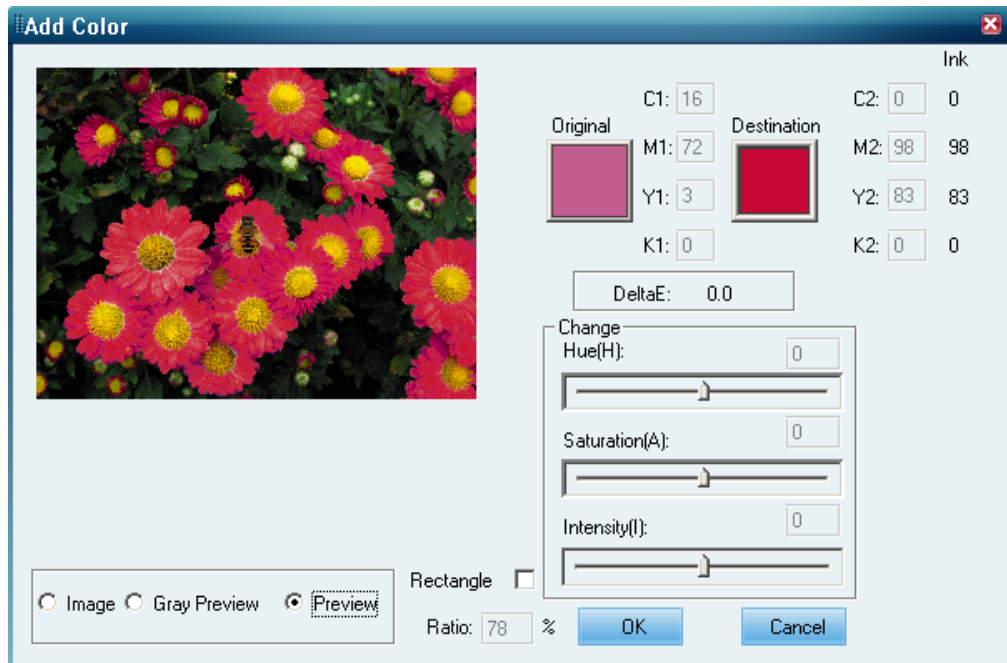 Add Color
Ink
C1: 16 C2: 0 0
Original Destination
M1: 72 M2: 98 98
Y1: 3 Y2: 83 83
K1: 0 K2: 0 0
DeltaE: 0.0
Change
Hue(H): 0
Saturation(A): 0
Intensity(I): 0
Image Gray Preview Preview
Rectangle
Ratio: 78 % OK Cancel